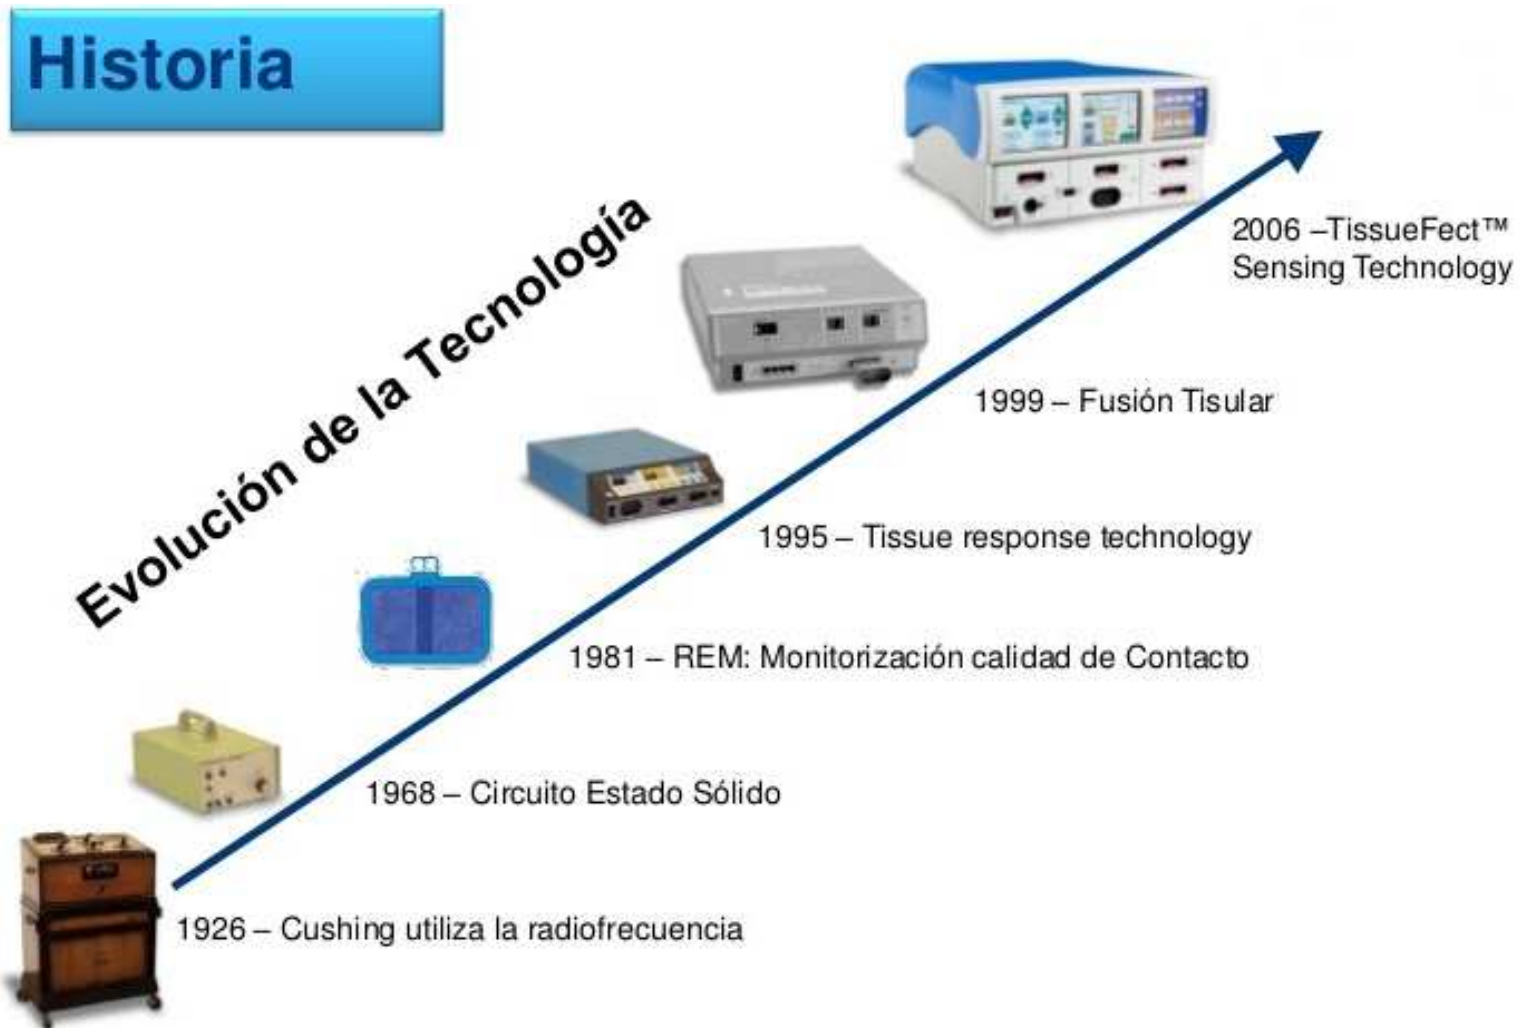 Historia
Evolución de la Tecnología
2006 –TissueFect™
Sensing Technology
1999 – Fusión Tisular
1995 – Tissue response technology
1981 – REM: Monitorización calidad de Contacto
1968 – Circuito Estado Sólido
1926 – Cushing utiliza la radiofrecuencia